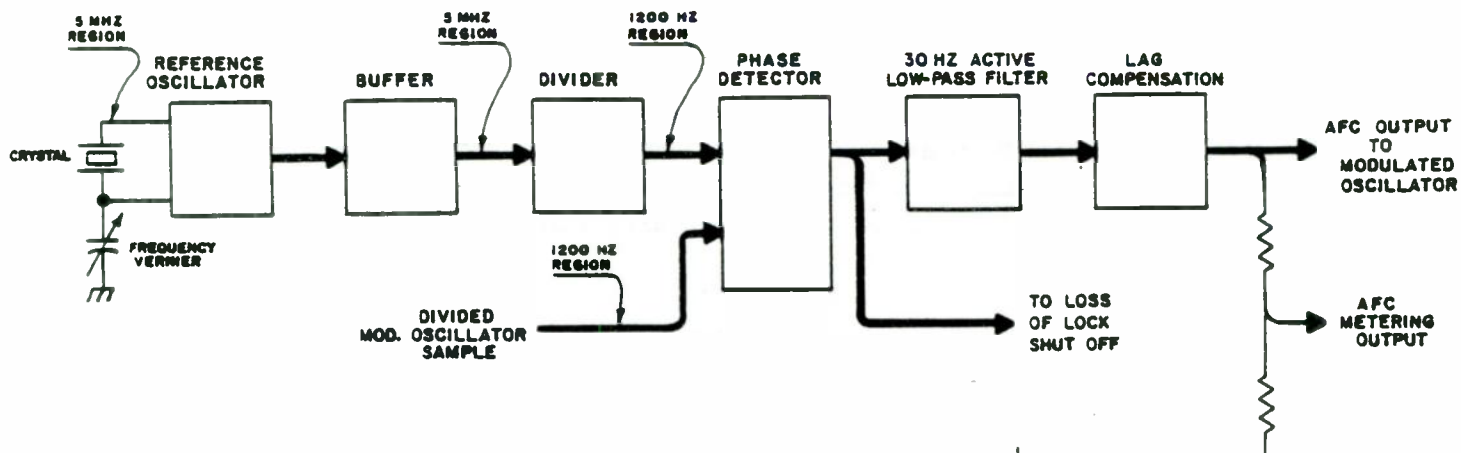 5 MHZ
REGION
REFERENCE
OSCILLATOR
5 MHZ
REGION
BUFFER
DIVIDER
1200 HZ
REGION
PHASE
DETECTOR
30 HZ ACTIVE
LOW-PASS FILTER
LAG
COMPENSATION
CRYSTAL
FREQUENCY
VERNIER
AFC OUTPUT
TO
MODULATED
OSCILLATOR
1200 HZ
REGION
DIVIDED
MOD. OSCILLATOR
SAMPLE
TO LOSS
OF LOCK
SHUT OFF
AFC
METERING
OUTPUT